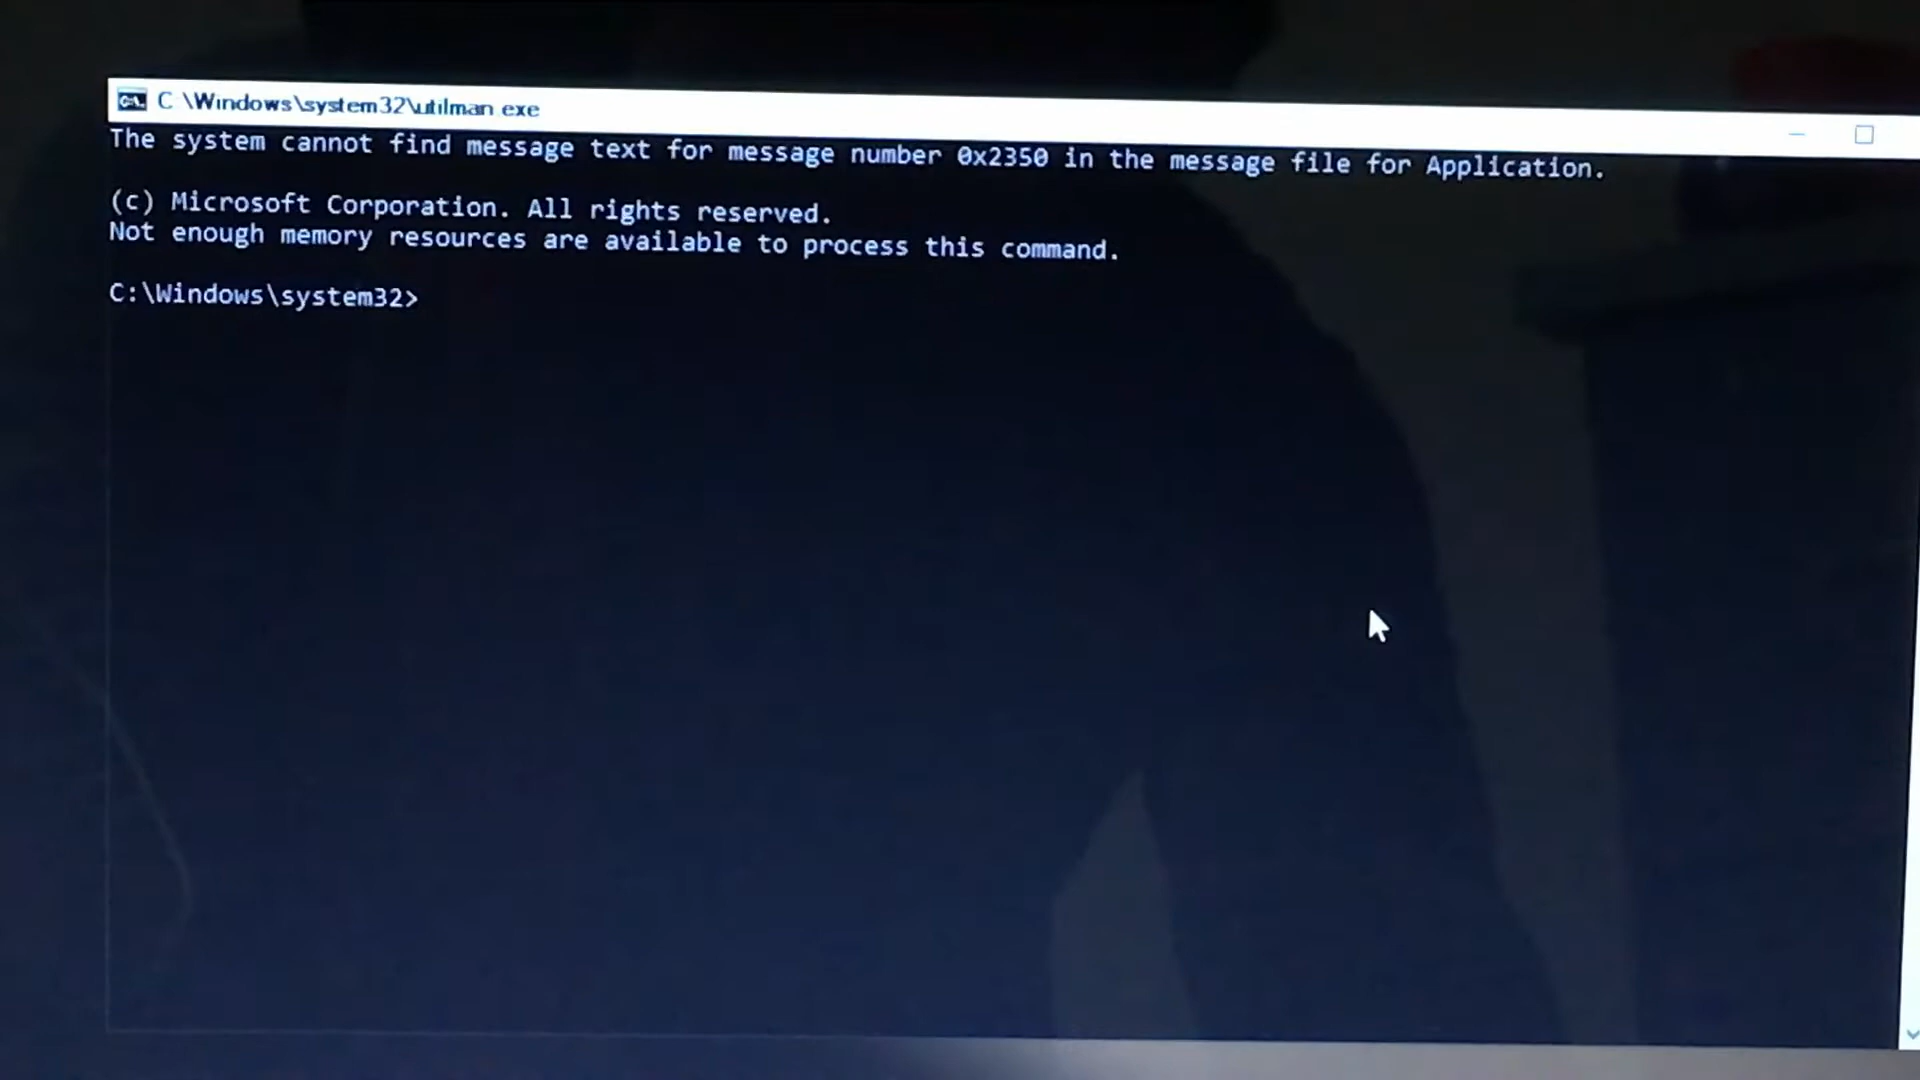 C:\Windows\system32\utilman.exe
The system cannot find message text for message number 0x2350 in the message file for Application.
(c) Microsoft Corporation. All rights reserved.
Not enough memory resources are available to process this command.
C:\Windows\system32>